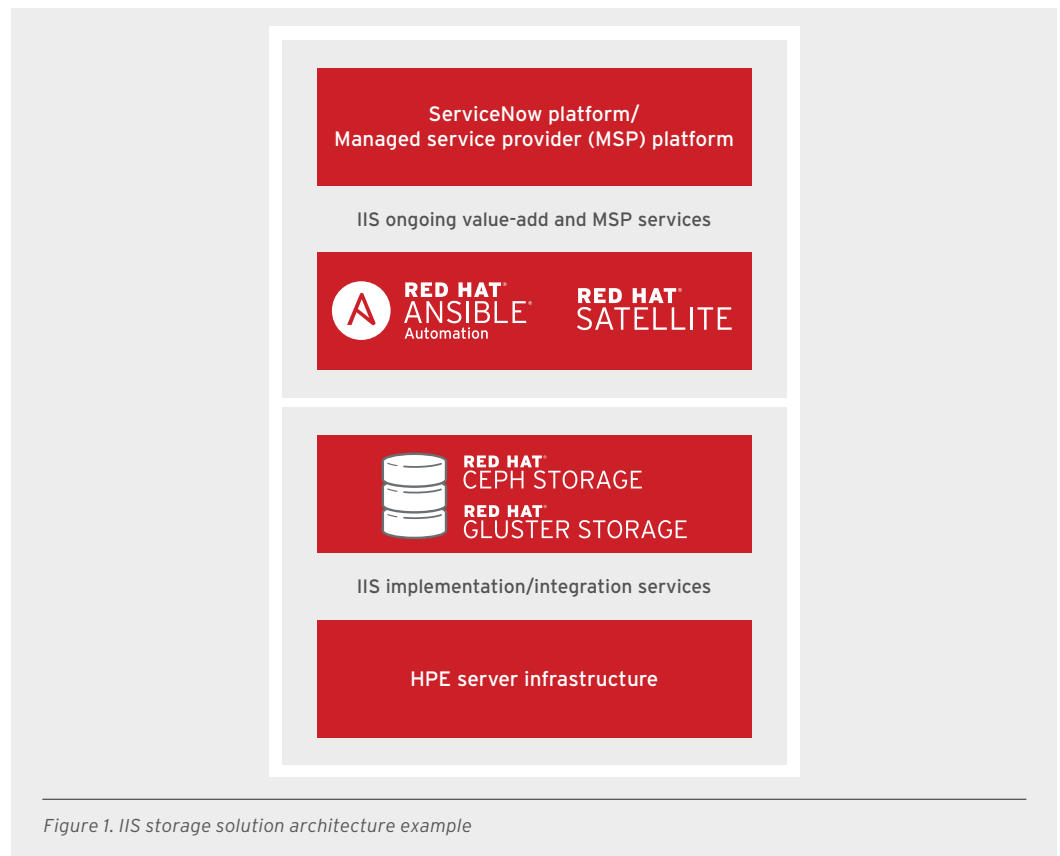 ServiceNow platform/
Managed service provider (MSP) platform
IIS ongoing value-add and MSP services
RED HAT®
ANSIBLE®
Automation
RED HAT®
SATELLITE
RED HAT®
CEPH STORAGE
RED HAT®
GLUSTER STORAGE
IIS implementation/integration services
HPE server infrastructure
Figure 1. IIS storage solution architecture example